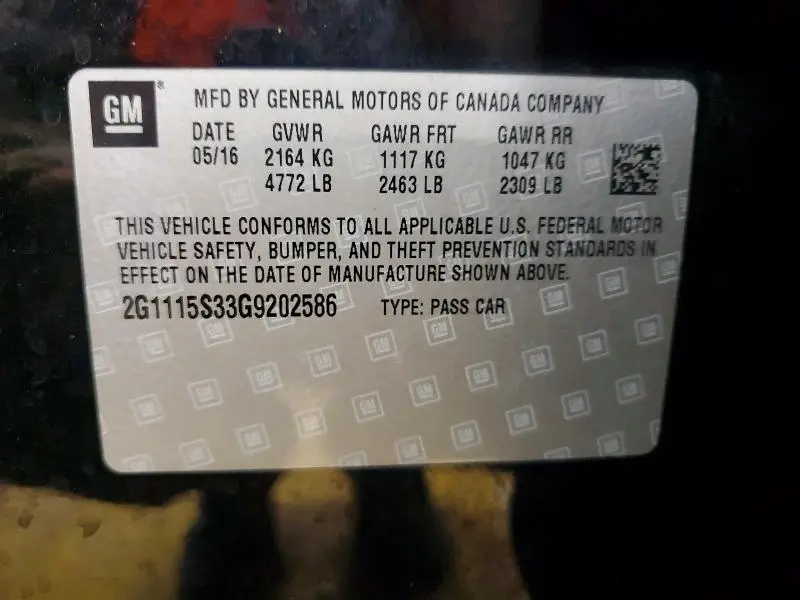 GM ®
MFD BY GENERAL MOTORS OF CANADA COMPANY
DATE GVWR GAWR FRT GAWR RR
05/16 2164 KG 1117 KG 1047 KG
4772 LB 2463 LB 2309 LB
THIS VEHICLE CONFORMS TO ALL APPLICABLE U.S. FEDERAL MOTOR
VEHICLE SAFETY, BUMPER, AND THEFT PREVENTION STANDARDS IN
EFFECT ON THE DATE OF MANUFACTURE SHOWN ABOVE.
2G1115S33G9202586 TYPE: PASS CAR